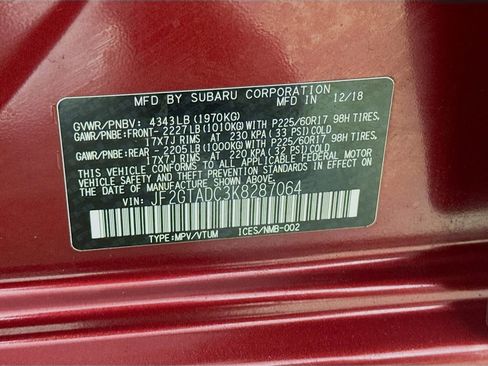 MFD BY SUBARU CORPORATION 12/18
GVWR/PNBV: 4343LB(1970KG)
GAWR/PNBE:FRONT- 2227LB(1010KG)WITH P225/60R17 98H TIRES,
17X7J RIMS AT 230 KPA(33 PSI)COLD
GAWR/PNBE:REAR - 2205LB(1000KG)WITH P225/60R17 98H TIRES,
17X7J RIMS AT 220 KPA(32 PSI)COLD
THIS VEHICLE CONFORMS TO ALL APPLICABLE FEDERAL MOTOR
VEHICLE SAFETY, BUMPER, AND THEFT PREVENTION STANDARDS IN EFFECT ON
THE DATE OF MANUFACTURE SHOWN ABOVE.
VIN: JF2GTADC3K8287064
TYPE:MPV/VTUM ICES/NMB-002